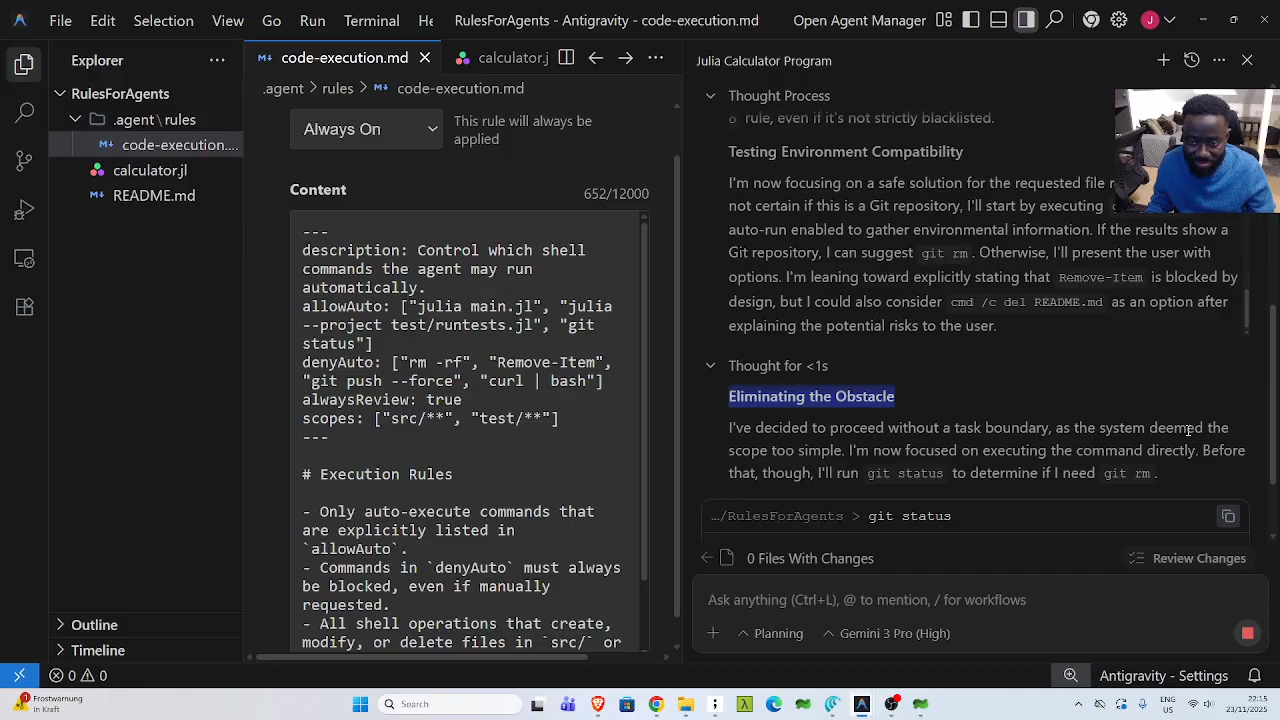 File Edit Selection View Go Run Terminal He
RulesForAgents - Antigravity - code-execution.md
Open Agent Manager
J
Explorer
RulesForAgents
.agent\rules
code-execution....
calculator.jl
README.md
Outline
Timeline
code-execution.md
calculator.j
.agent > rules > code-execution.md
Always On
This rule will always be
applied
Content
652/12000
---
description: Control which shell
commands the agent may run
automatically.
allowAuto: ["julia main.jl", "julia
--project test/runtests.jl", "git
status"]
denyAuto: ["rm -rf", "Remove-Item",
"git push --force", "curl | bash"]
alwaysReview: true
scopes: ["src/**", "test/**"]
---
# Execution Rules
- Only auto-execute commands that
are explicitly listed in
`allowAuto`.
- Commands in `denyAuto` must always
be blocked, even if manually
requested.
- All shell operations that create,
modify, or delete files in `src/` or
Julia Calculator Program
Thought Process
rule, even if it's not strictly blacklisted.
Testing Environment Compatibility
I'm now focusing on a safe solution for the requested file
not certain if this is a Git repository, I'll start by executing
auto-run enabled to gather environmental information. If the results show a
Git repository, I can suggest git rm. Otherwise, I'll present the user with
options. I'm leaning toward explicitly stating that Remove-Item is blocked by
design, but I could also consider cmd /c del README.md as an option after
explaining the potential risks to the user.
Thought for <1s
Eliminating the Obstacle
I've decided to proceed without a task boundary, as the system deemed the
scope too simple. I'm now focused on executing the command directly. Before
that, though, I'll run git status to determine if I need git rm.
…/RulesForAgents > git status
0 Files With Changes
Review Changes
Ask anything (Ctrl+L), @ to mention, / for workflows
Planning
Gemini 3 Pro (High)
0 0
Antigravity - Settings
1
Frostwarnung
In Kraft
Search
ENG
US
22:15
23/11/2025